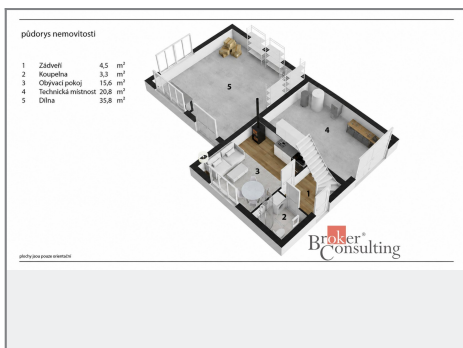 půdorys nemovitosti
1 Zádveří 4,5 m²
2 Koupelna 3,3 m²
3 Obývací pokoj 15,6 m²
4 Technická místnost 20,8 m²
5 Dílna 35,8 m²
5
4
3
1
2
Broker®
Consulting
plochy jsou pouze orientační